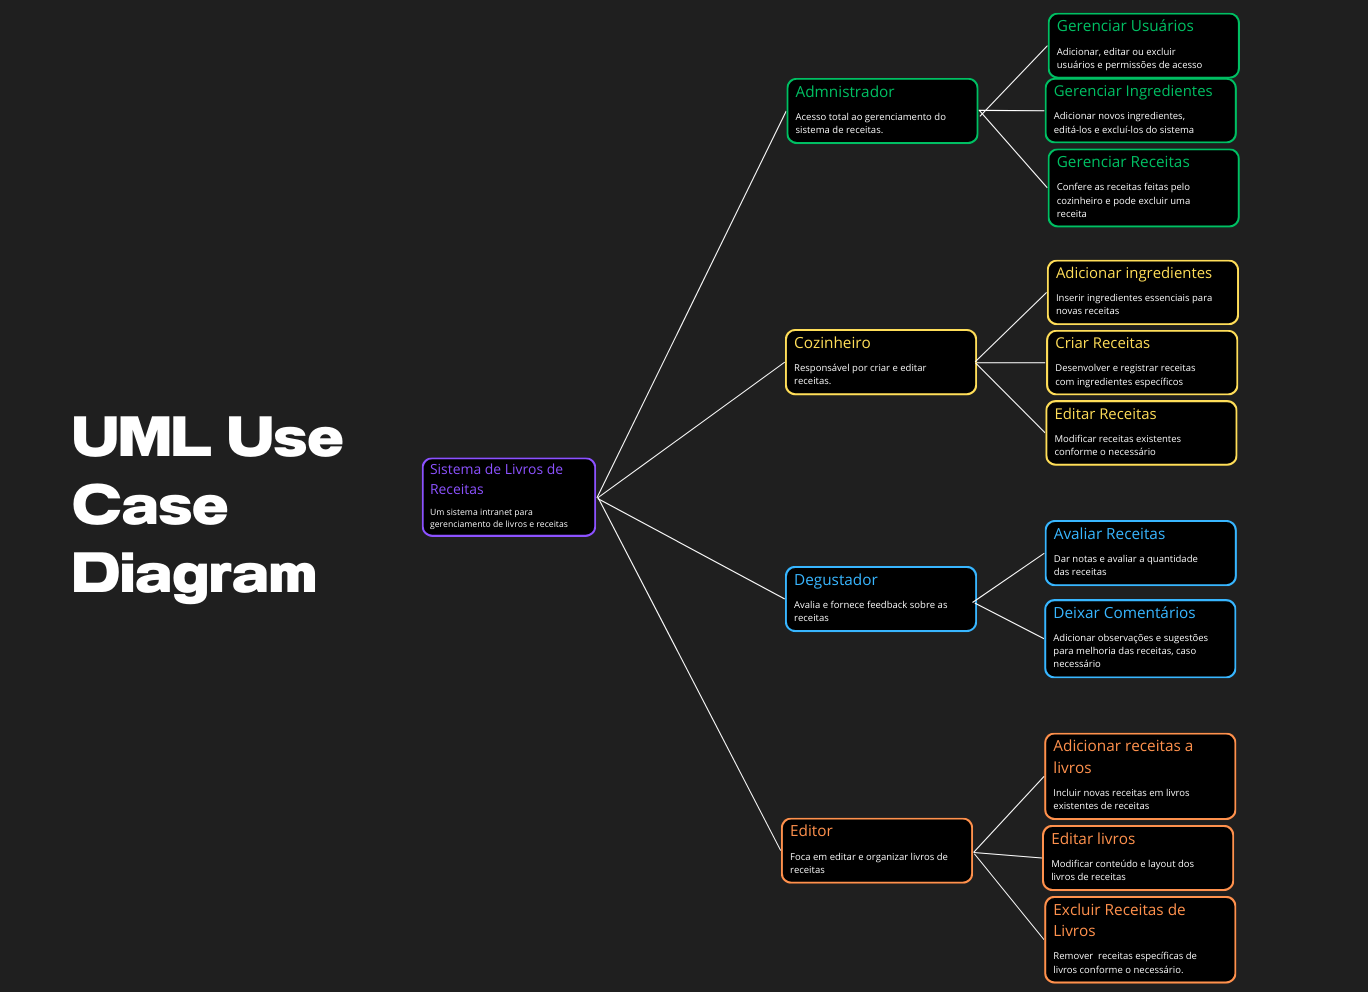 UML Use
Case
Diagram
Sistema de Livros de
Receitas
Um sistema intranet para
gerenciamento de livros e receitas
Admnistrador
Acesso total ao gerenciamento do
sistema de receitas.
Gerenciar Usuários
Adicionar, editar ou excluir
usuários e permissões de acesso
Gerenciar Ingredientes
Adicionar novos ingredientes,
editá-los e excluí-los do sistema
Gerenciar Receitas
Confere as receitas feitas pelo
cozinheiro e pode excluir uma
receita
Cozinheiro
Responsável por criar e editar
receitas.
Adicionar ingredientes
Inserir ingredientes essenciais para
novas receitas
Criar Receitas
Desenvolver e registrar receitas
com ingredientes específicos
Editar Receitas
Modificar receitas existentes
conforme o necessário
Degustador
Avalia e fornece feedback sobre as
receitas
Avaliar Receitas
Dar notas e avaliar a quantidade
das receitas
Deixar Comentários
Adicionar observações e sugestões
para melhoria das receitas, caso
necessário
Editor
Foca em editar e organizar livros de
receitas
Adicionar receitas a
livros
Incluir novas receitas em livros
existentes de receitas
Editar livros
Modificar conteúdo e layout dos
livros de receitas
Excluir Receitas de
Livros
Remover  receitas específicas de
livros conforme o necessário.